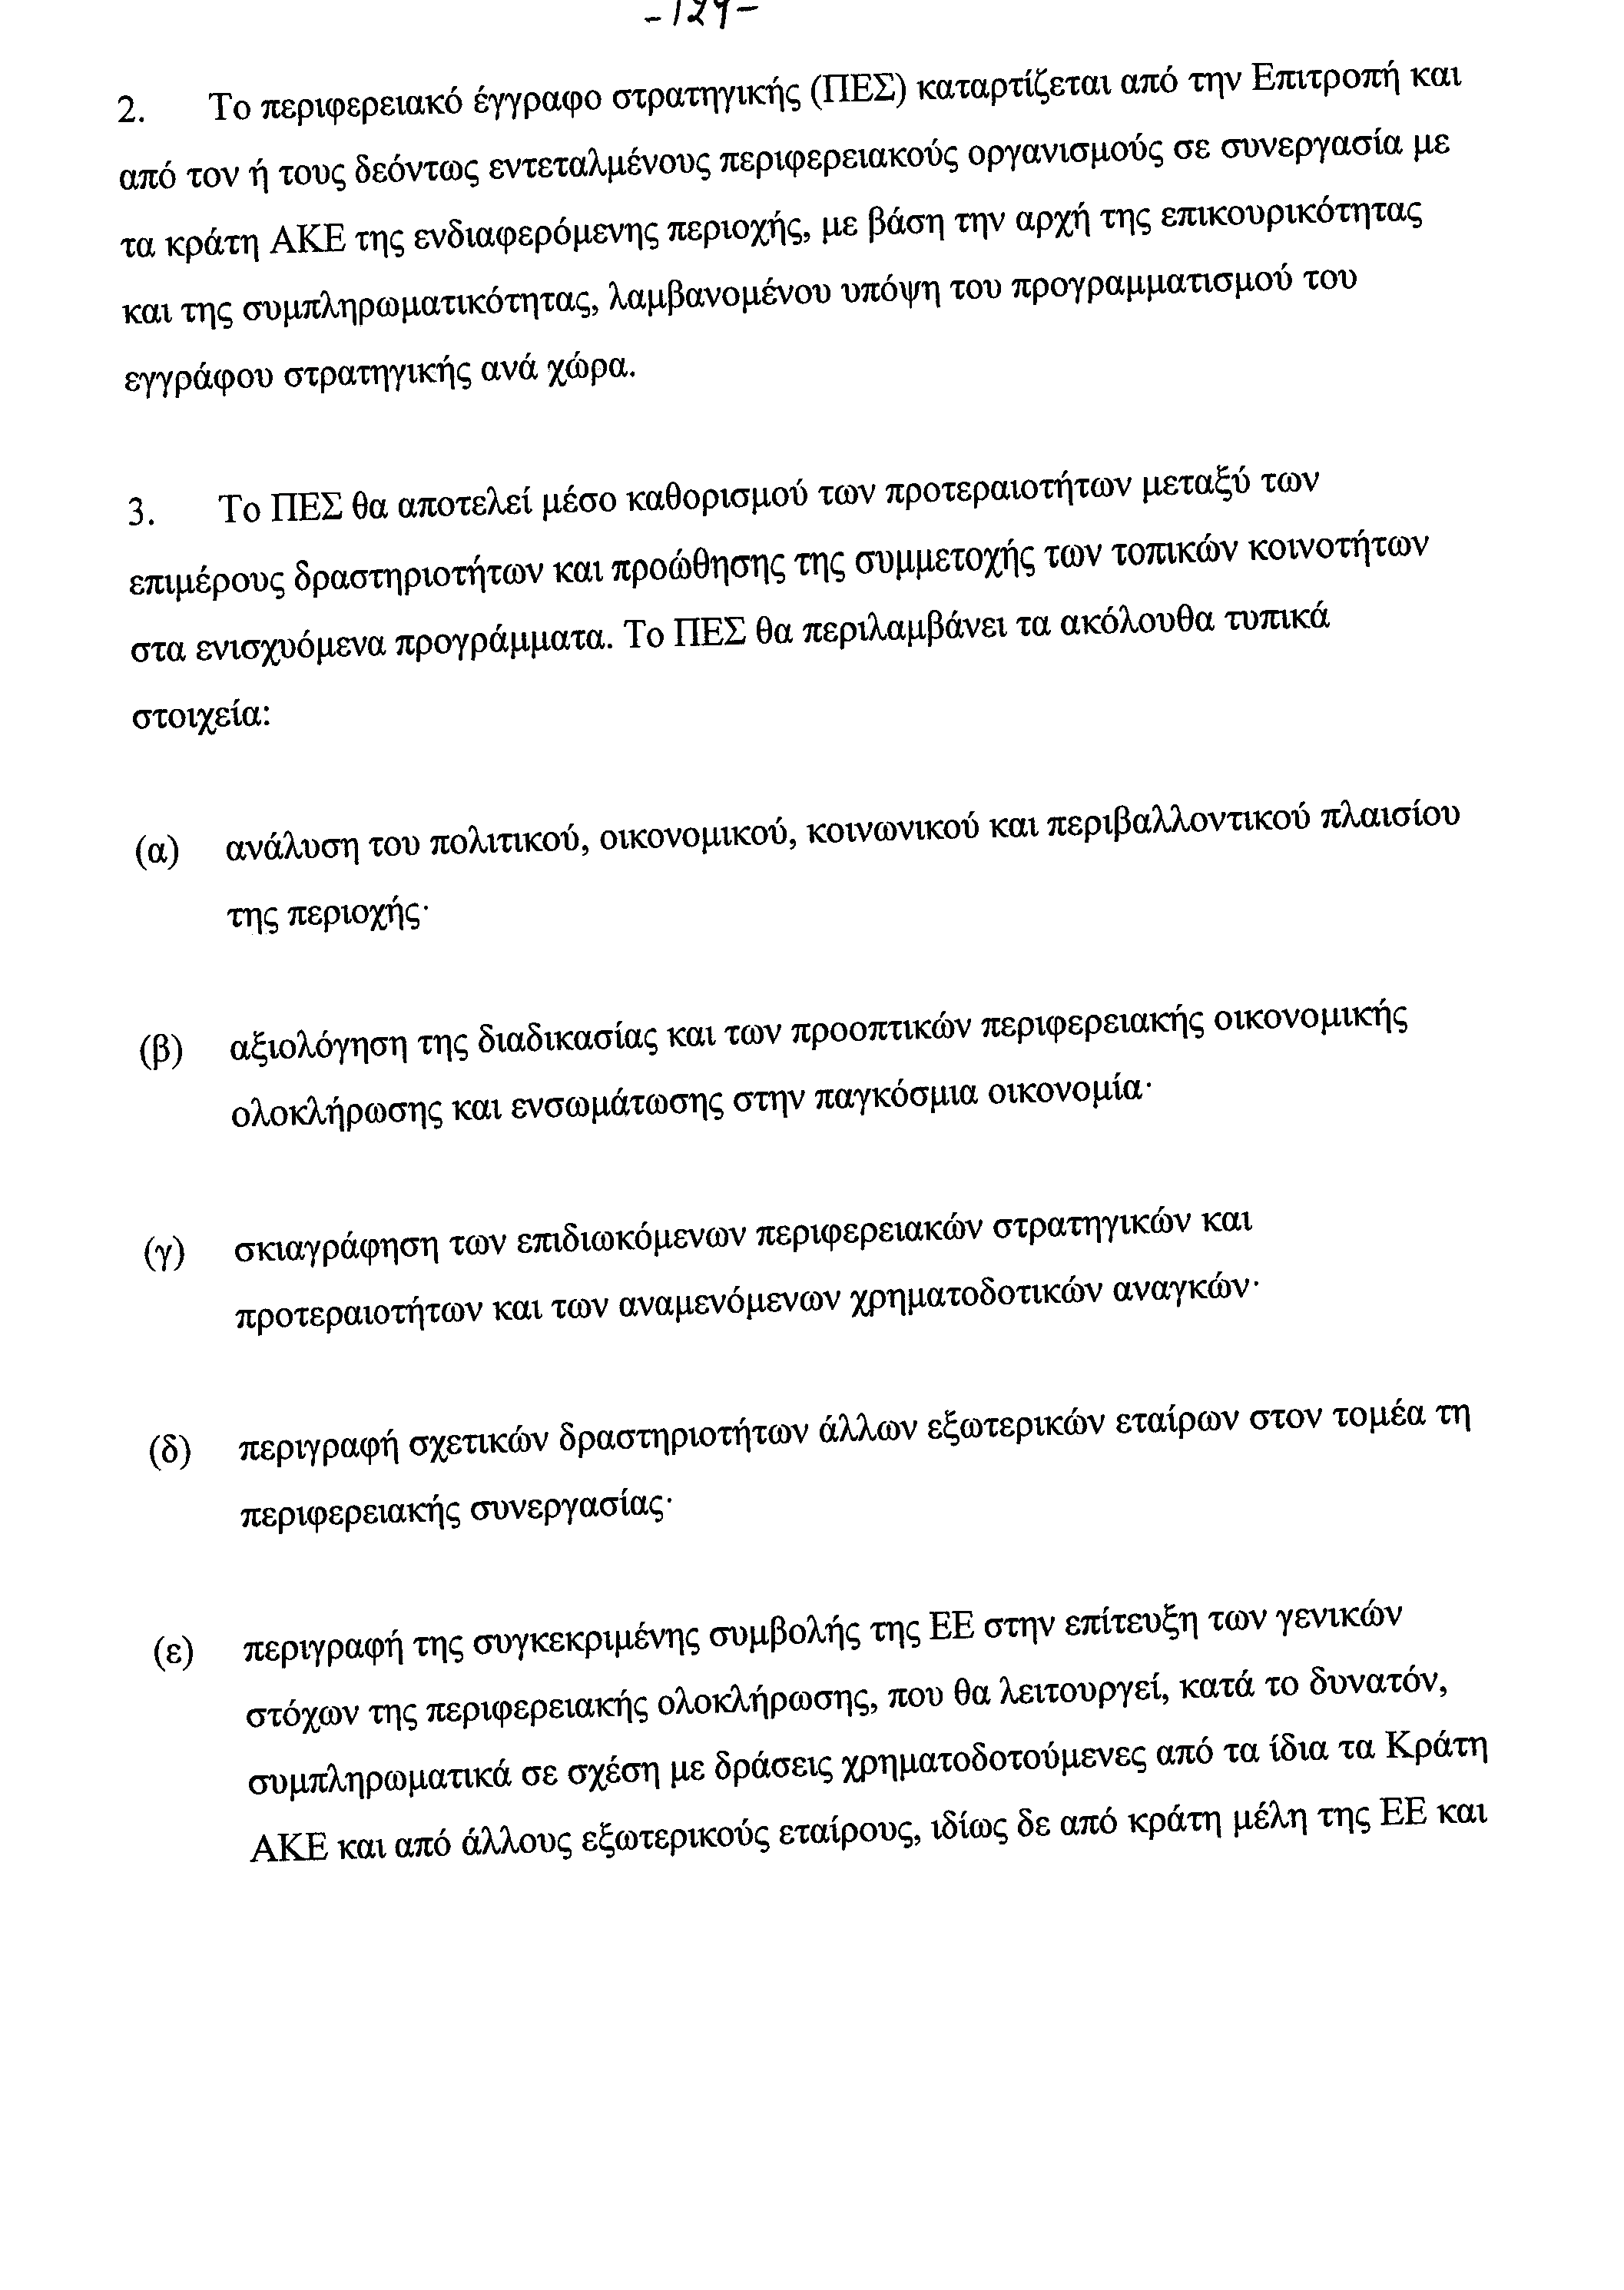 2. Το περιφερειακό έγγραφο στρατηγικής (ΠΕΣ) καταρτίζεται από την Επιτροπή και
από τον ή τους δεόντως εντεταλμένους περιφερειακούς οργανισμούς σε συνεργασία με
τα κράτη ΑΚΕ της ενδιαφερόμενης περιοχής, με βάση την αρχή της επικουρικότητας
και της συμπληρωματικότητας, λαμβανομένου υπόψη του προγραμματισμού του
εγγράφου στρατηγικής ανά χώρα.
3. Το ΠΕΣ θα αποτελεί μέσο καθορισμού των προτεραιοτήτων μεταξύ των
επιμέρους δραστηριοτήτων και προώθησης της συμμετοχής των τοπικών κοινοτήτων
στα ενισχυόμενα προγράμματα. Το ΠΕΣ θα περιλαμβάνει τα ακόλουθα τυπικά
στοιχεία:
(α) ανάλυση του πολιτικού, οικονομικού, κοινωνικού και περιβαλλοντικού πλαισίου
της περιοχής·
(β) αξιολόγηση της διαδικασίας και των προοπτικών περιφερειακής οικονομικής
ολοκλήρωσης και ενσωμάτωσης στην παγκόσμια οικονομία·
(γ) σκιαγράφηση των επιδιωκόμενων περιφερειακών στρατηγικών και
προτεραιοτήτων και των αναμενόμενων χρηματοδοτικών αναγκών·
(δ) περιγραφή σχετικών δραστηριοτήτων άλλων εξωτερικών εταίρων στον τομέα τη
περιφερειακής συνεργασίας·
(ε) περιγραφή της συγκεκριμένης συμβολής της ΕΕ στην επίτευξη των γενικών
στόχων της περιφερειακής ολοκλήρωσης, που θα λειτουργεί, κατά το δυνατόν,
συμπληρωματικά σε σχέση με δράσεις χρηματοδοτούμενες από τα ίδια τα Κράτη
ΑΚΕ και από άλλους εξωτερικούς εταίρους, ιδίως δε από κράτη μέλη της ΕΕ και